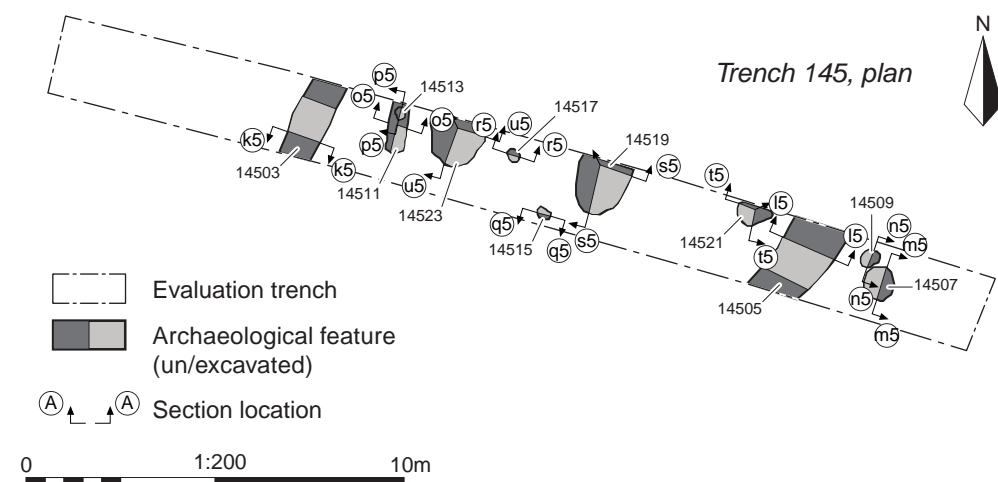 N
Trench 145, plan
p5
14513
o5
14517
o5
r5
u5
14519
k5
p5
r5
s5
t5
k5
14503
14511
u5
l5
14509
14523
q5
n5
14515
s5
14521
l5
m5
q5
t5
14507
n5
14505
m5
Evaluation trench
Archaeological feature
(un/excavated)
A A Section location
0 1:200 10m